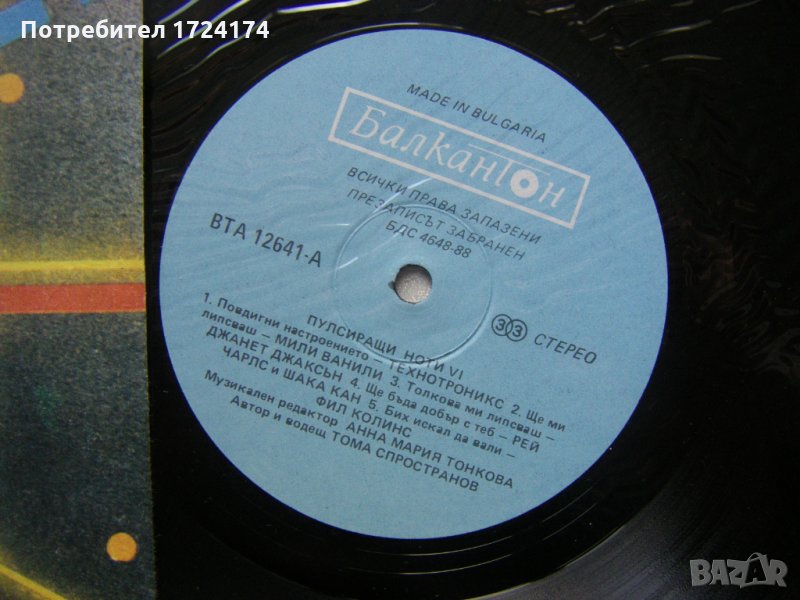 Потребител 1724174
MADE IN BULGARIA
Балкантон
ВСИЧКИ ПРАВА ЗАПАЗЕНИ
ПРЕЗАПИСЪТ ЗАБРАНЕН
БДС 4648-88
ВТА 12641-А
33 СТЕРЕО
ПУЛСИРАЩИ НОТИ VI
1. Повдигни настроението – ТЕХНОТРОНИКС 2. Ще ми
липсваш – МИЛИ ВАНИЛИ 3. Толкова ми липсваш –
ДЖАНЕТ ДЖАКСЪН 4. Ще бъда добър с теб – РЕЙ
ЧАРЛС и ШАКА КАН 5. Бих искал да вали –
ФИЛ КОЛИНС
Музикален редактор АННА МАРИЯ ТОНКОВА
Автор и водещ ТОМА СПРОСТРАНОВ
BAZAR